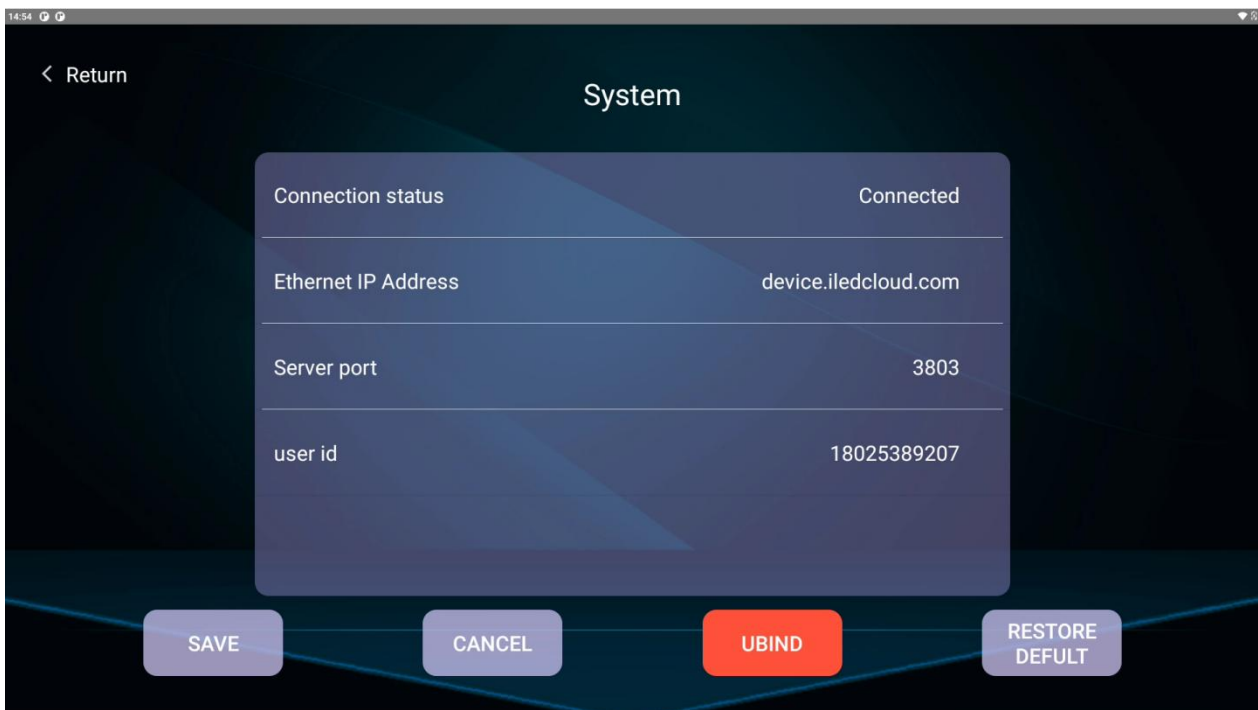 14:54
Return
System
Connection status Connected
Ethernet IP Address device.iledcloud.com
Server port 3803
user id 18025389207
SAVE CANCEL UBIND RESTORE
DEFULT